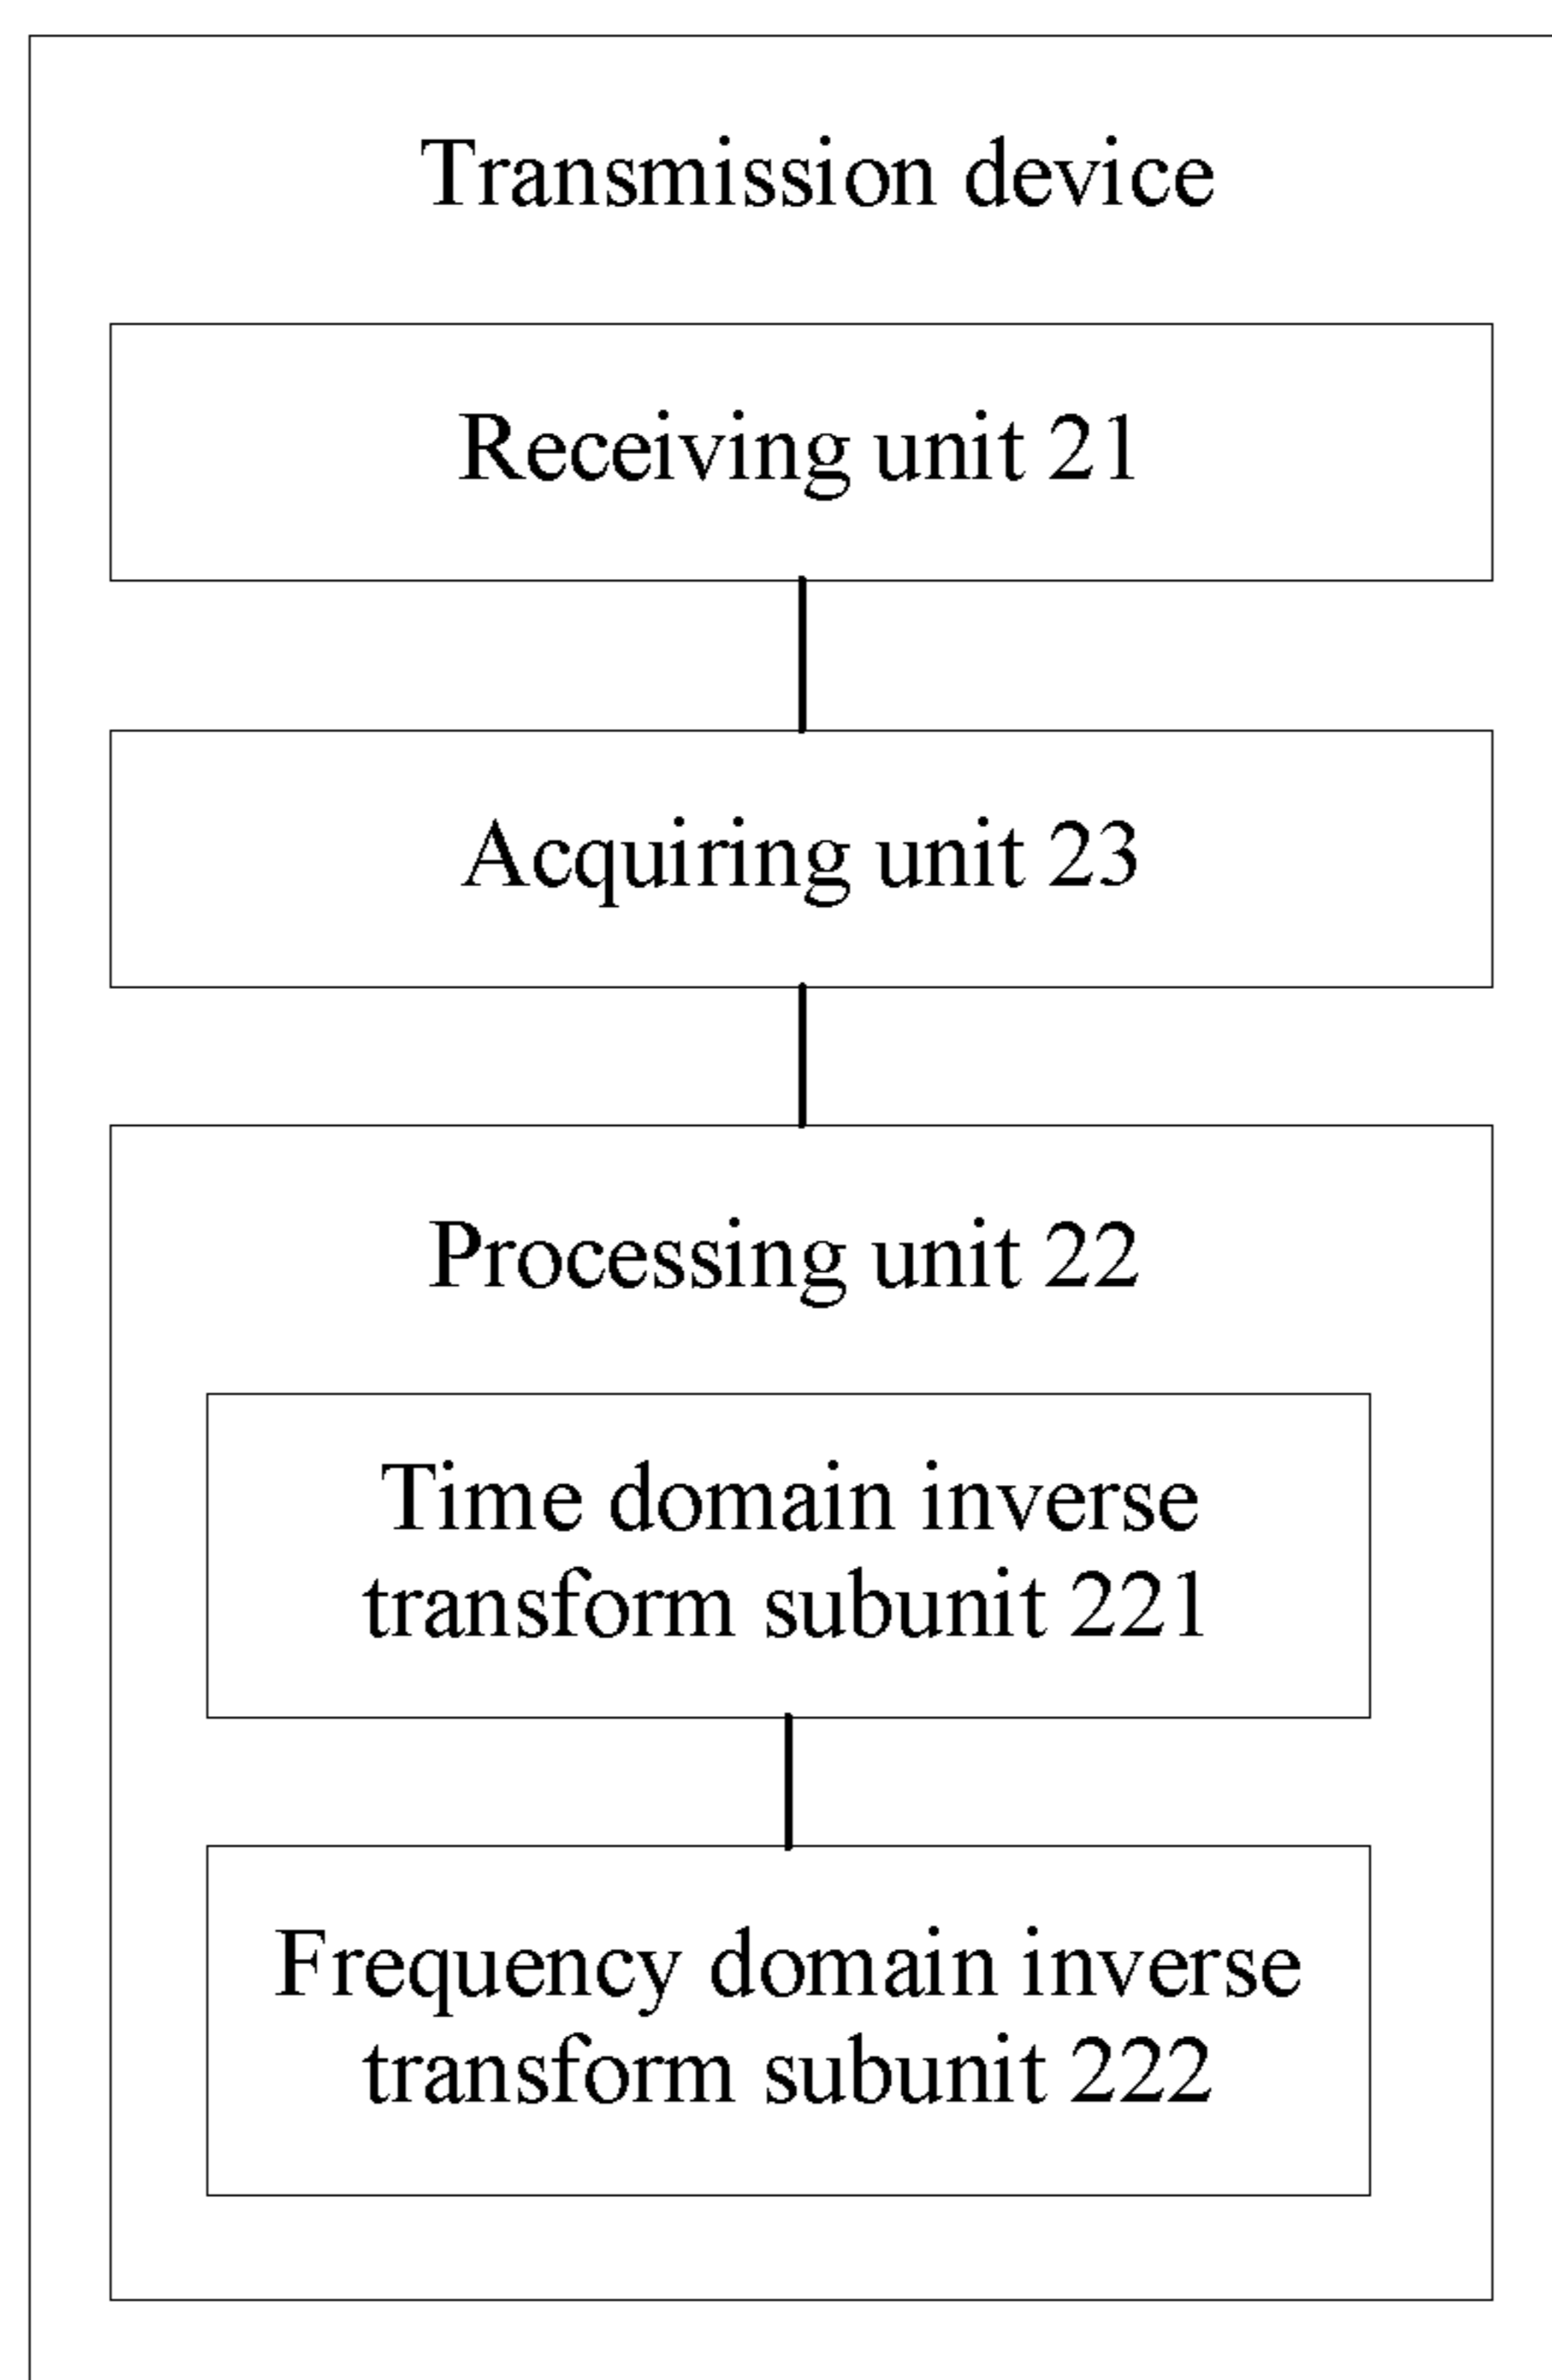 Transmission device
Receiving unit 21
Acquiring unit 23
Processing unit 22
Time domain inverse
transform subunit 221
Frequency domain inverse
transform subunit 222